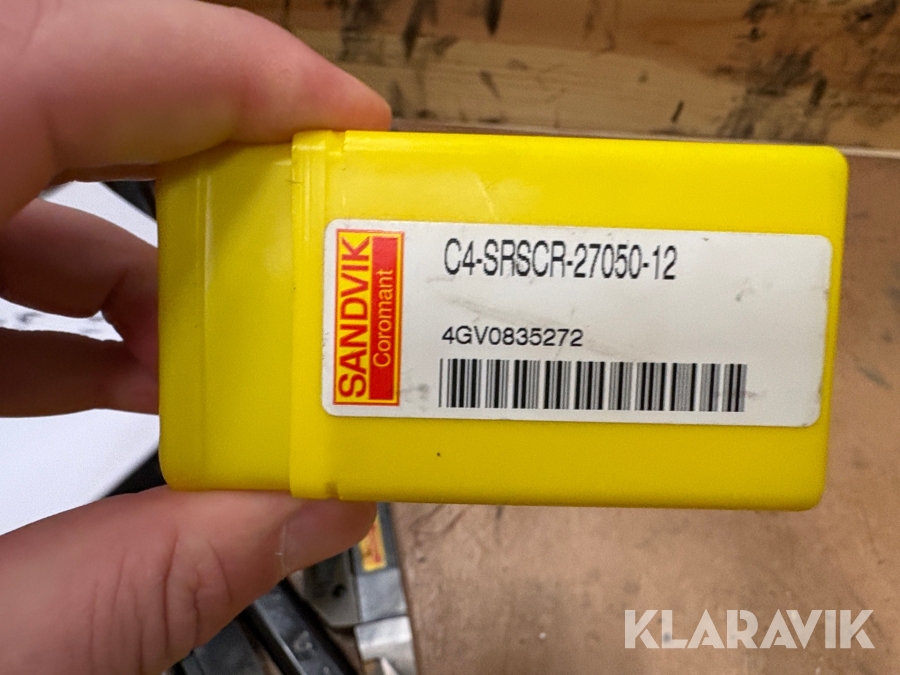 SANDVIK
Coromant
C4-SRSCR-27050-12
4GV0835272
KLARAVIK